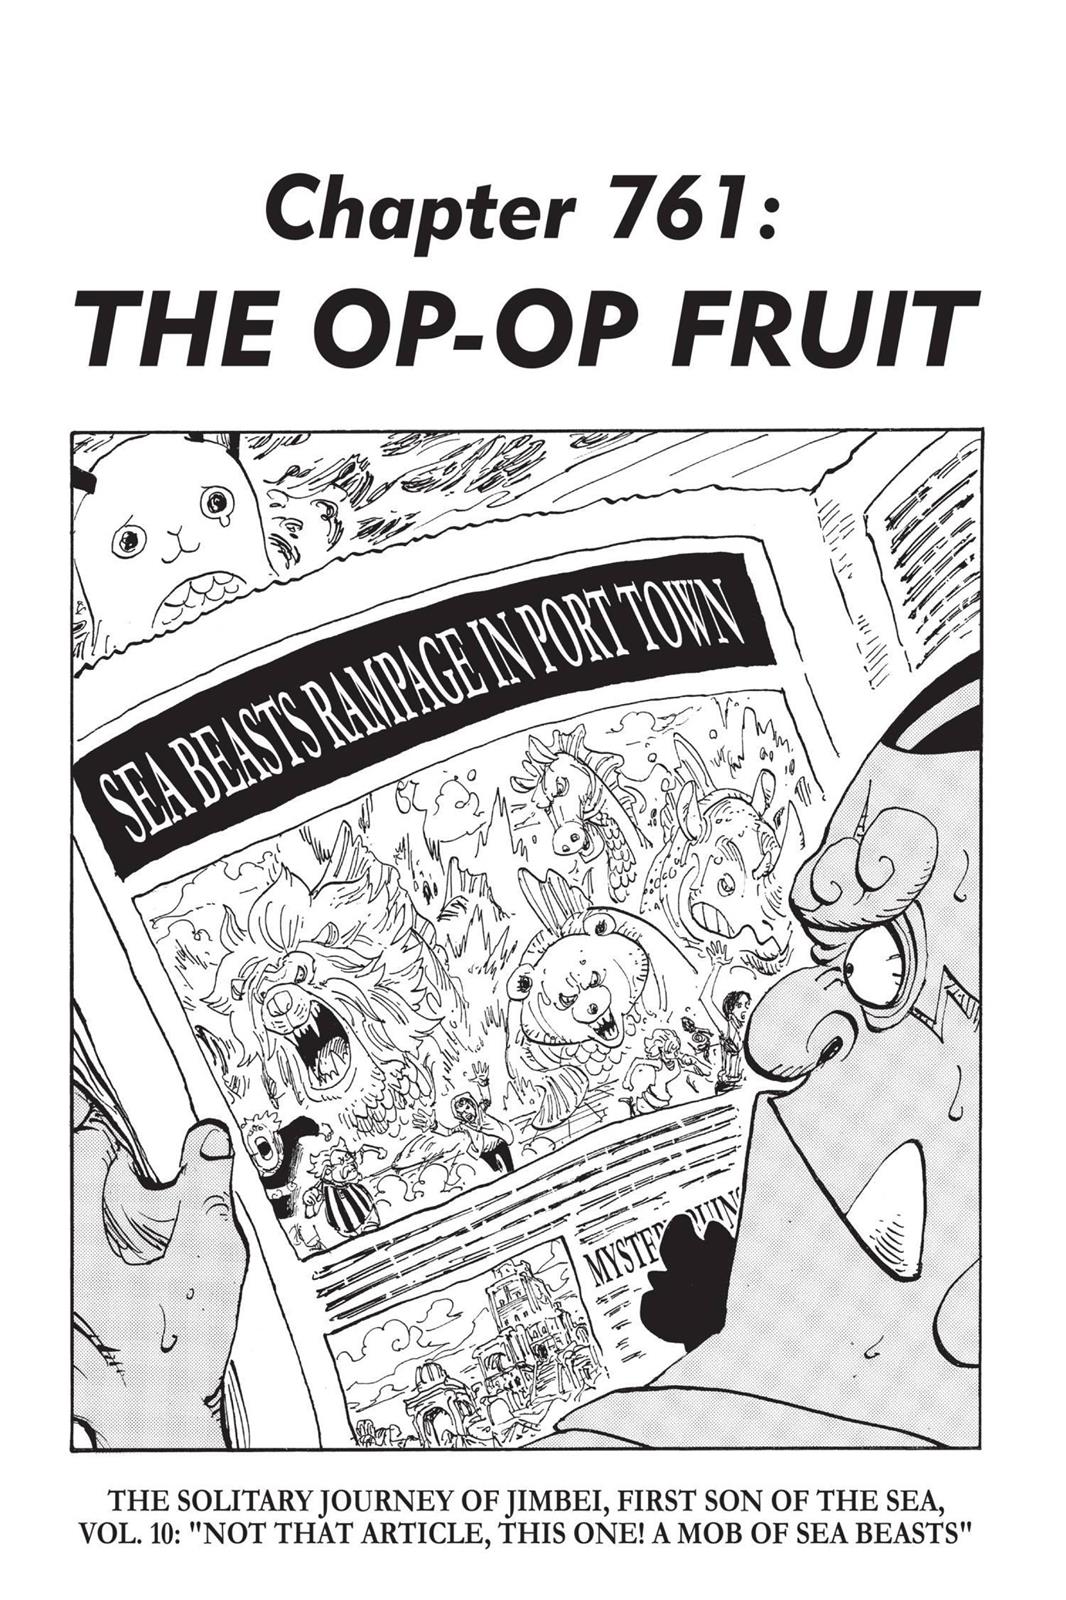 Chapter 761:
THE OP-OP FRUIT
SEA BEASTS RAMPAGE IN PORT TOWN
THE SOLITARY JOURNEY OF JIMBEI, FIRST SON OF THE SEA,
VOL. 10: "NOT THAT ARTICLE, THIS ONE! A MOB OF SEA BEASTS"